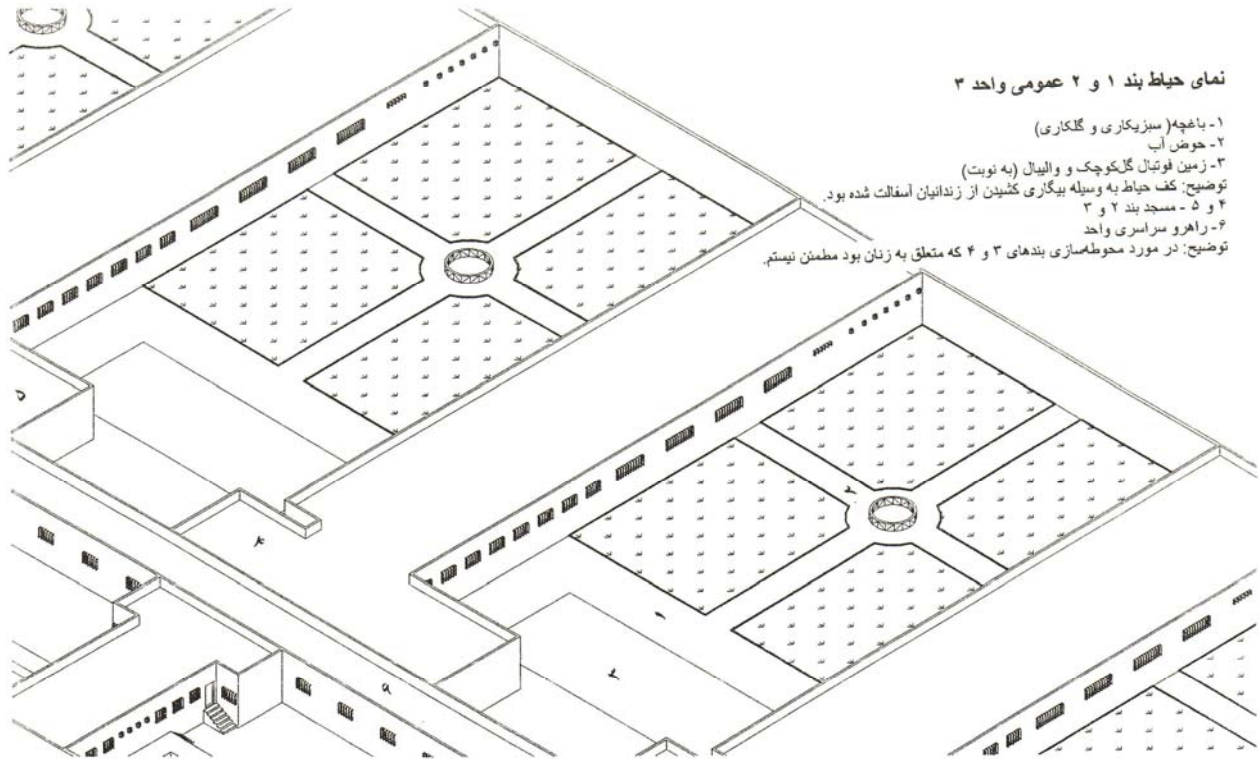 نمای حیاط بند ۱ و ۲ عمومی واحد ۳
۱- باغچه( سبزیکاری و گلکاری)
۲- حوض آب
۳- زمین فوتبال گل‌کوچک و والیبال (به نوبت)
توضیح: کف حیاط به وسیله بیگاری کشیدن از زندانیان آسفالت شده بود.
۴ و ۵ - مسجد بند ۲ و ۳
۶- راهرو سراسری واحد
توضیح: در مورد محوطه‌سازی بندهای ۳ و ۴ که متعلق به زنان بود مطمئن نیستم.